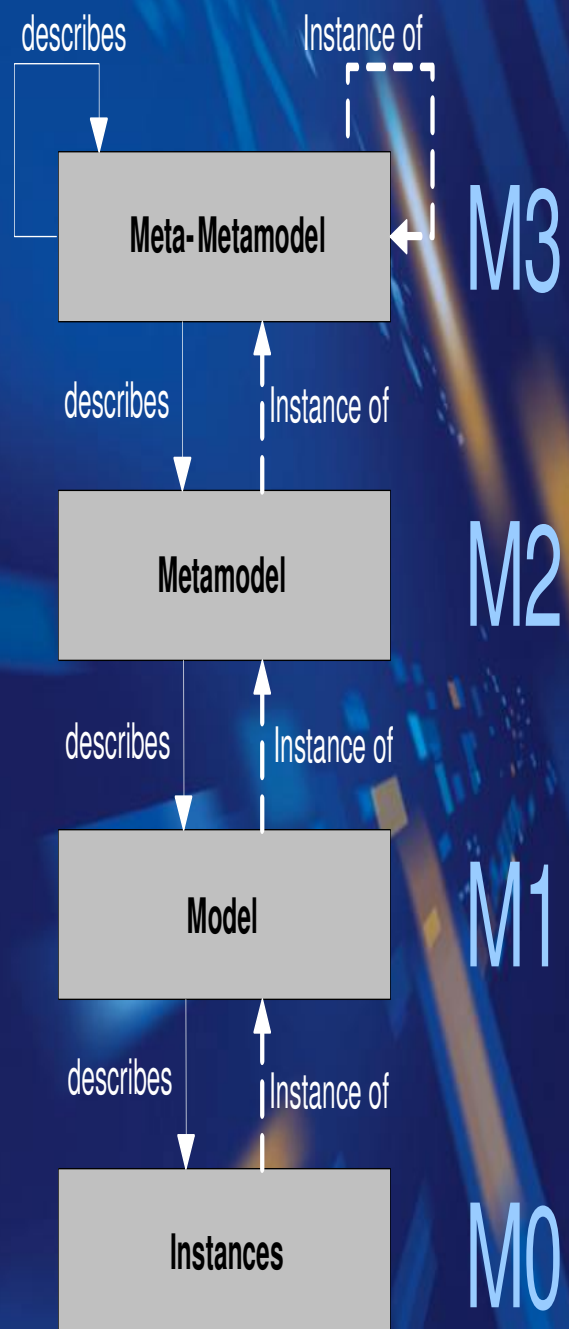 describes
Instance of
Meta-Metamodel
M3
describes
Instance of
Metamodel
M2
describes
Instance of
Model
M1
describes
Instance of
Instances
M0